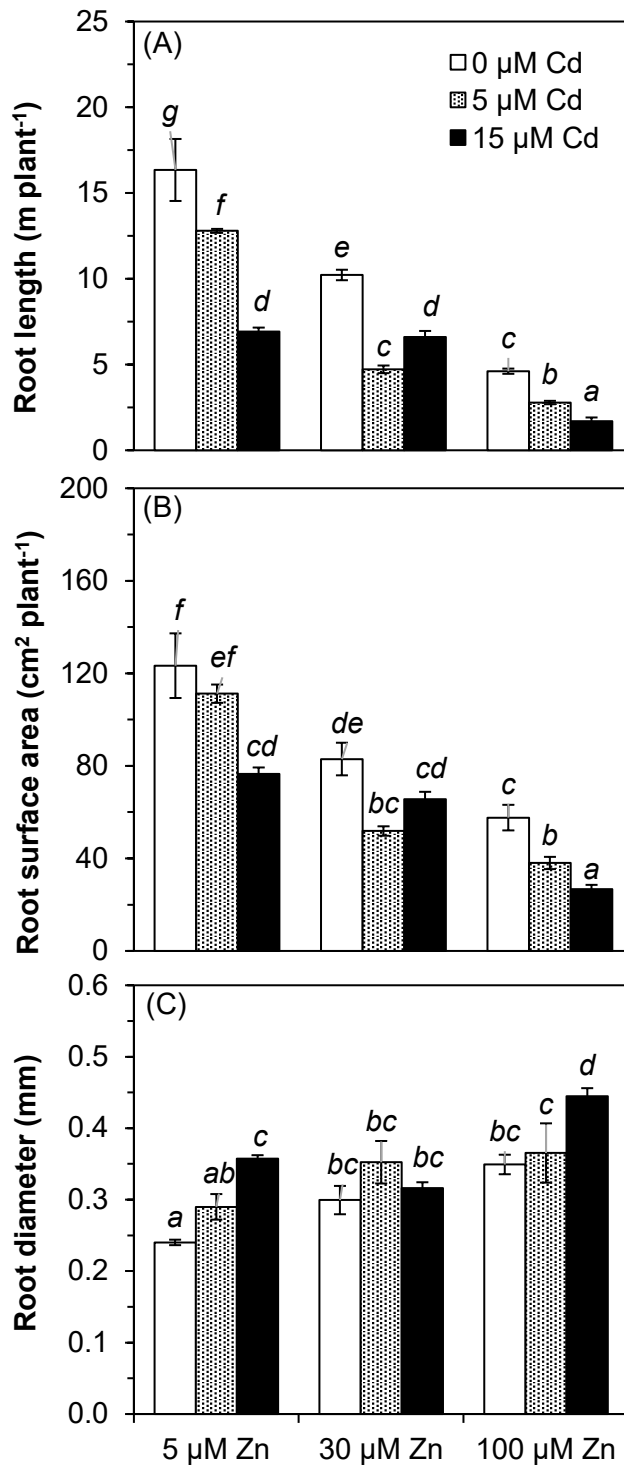 (A)
0 µM Cd
5 µM Cd
15 µM Cd
Root length (m plant⁻¹)
25
20
15
10
5
0
g
f
d
e
c
d
c
b
a
(B)
Root surface area (cm² plant⁻¹)
200
160
120
80
40
0
f
ef
cd
de
bc
cd
c
b
a
(C)
Root diameter (mm)
0.6
0.5
0.4
0.3
0.2
0.1
0.0
a
ab
c
bc
bc
bc
bc
c
d
5 µM Zn
30 µM Zn
100 µM Zn